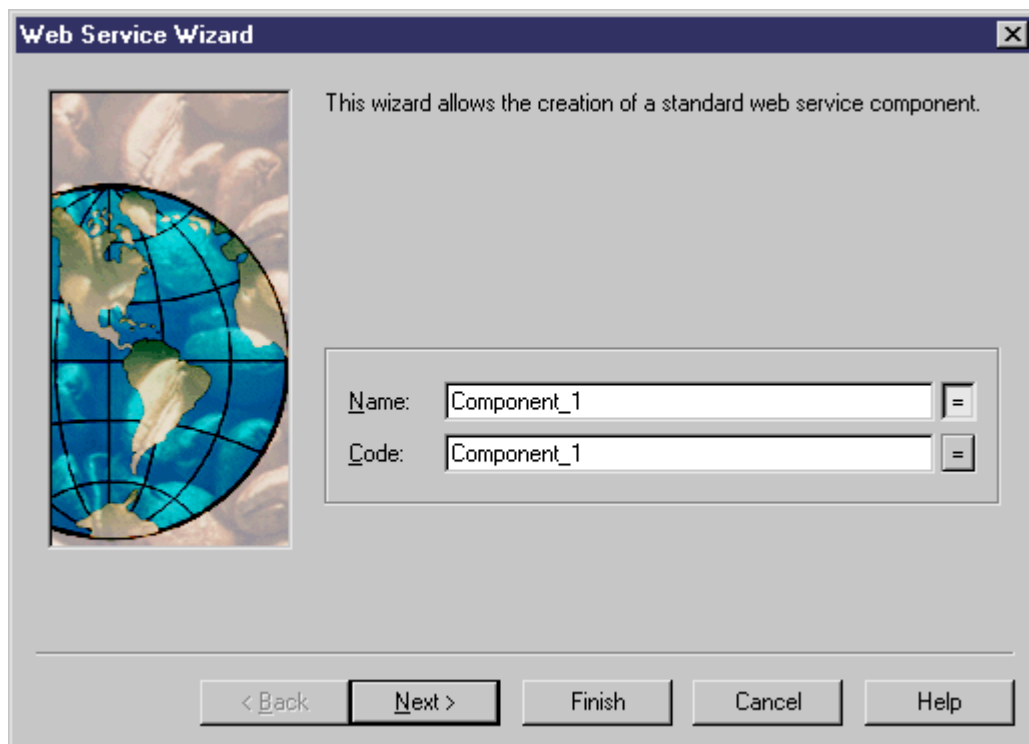 Web Service Wizard
This wizard allows the creation of a standard web service component.
Name: Component_1 =
Code: Component_1 =
< Back Next > Finish Cancel Help